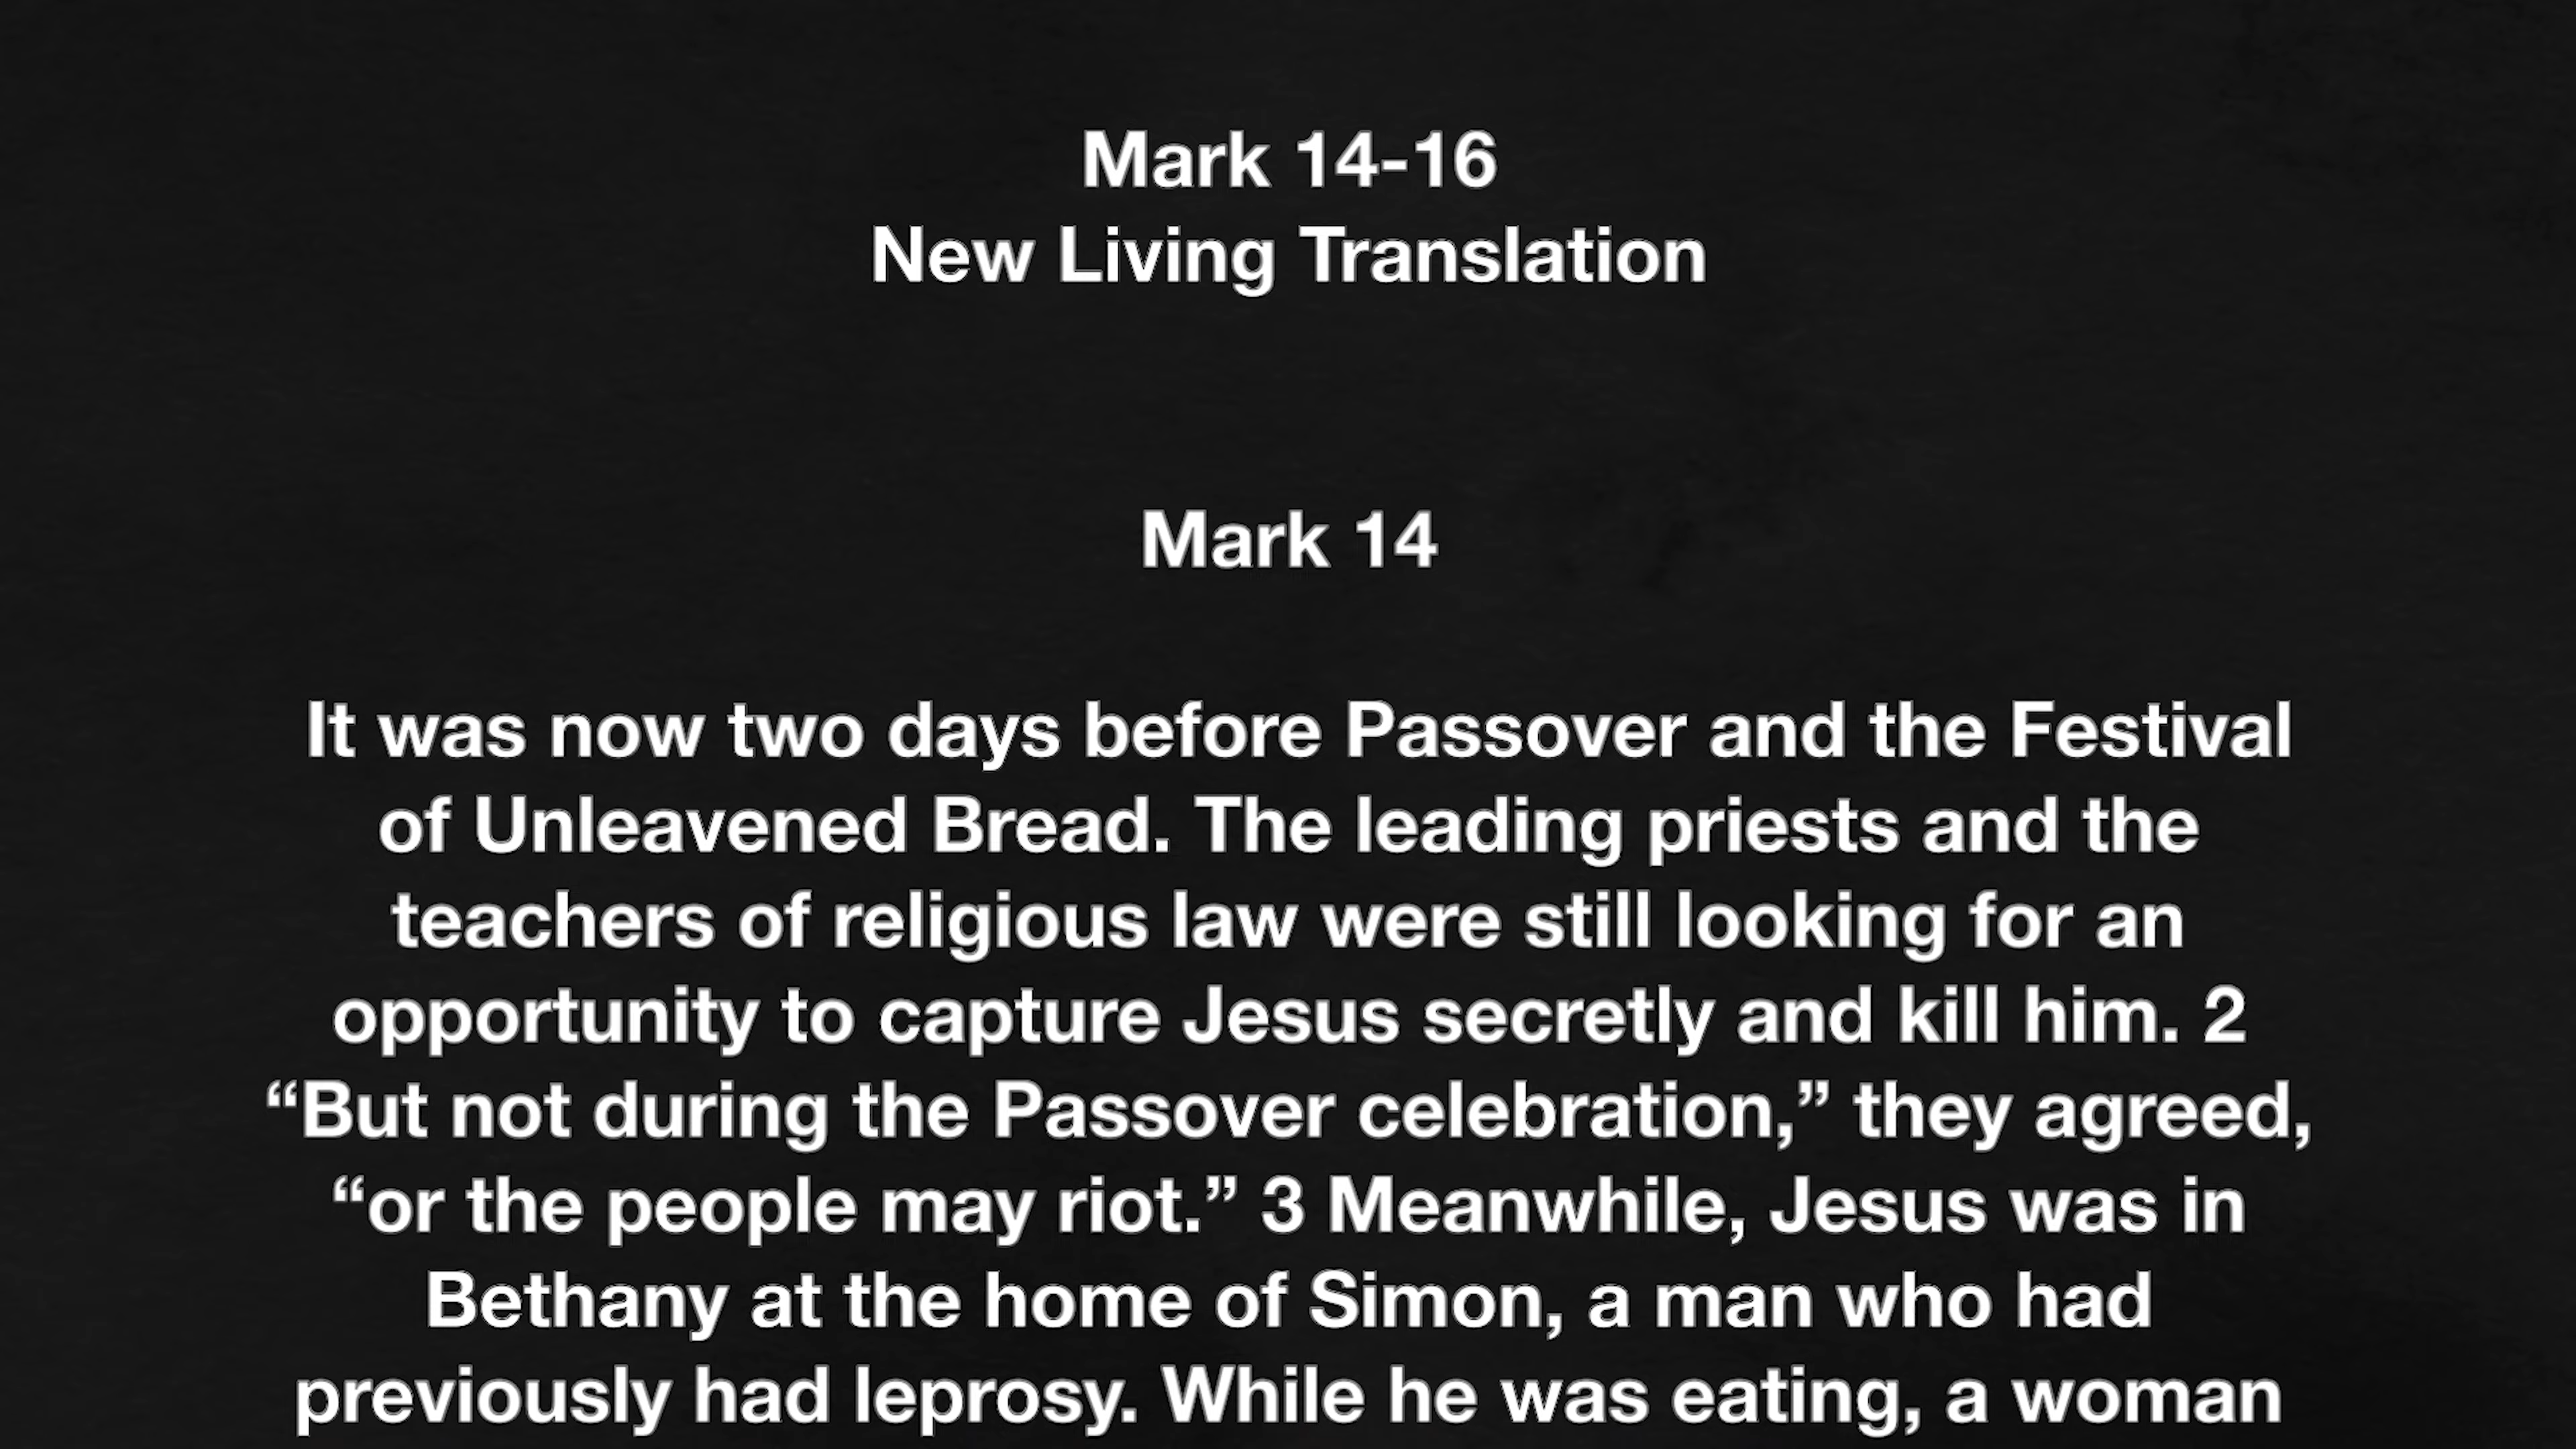 Mark 14-16
New Living Translation
Mark 14
It was now two days before Passover and the Festival
of Unleavened Bread. The leading priests and the
teachers of religious law were still looking for an
opportunity to capture Jesus secretly and kill him. 2
“But not during the Passover celebration,” they agreed,
“or the people may riot.” 3 Meanwhile, Jesus was in
Bethany at the home of Simon, a man who had
previously had leprosy. While he was eating, a woman